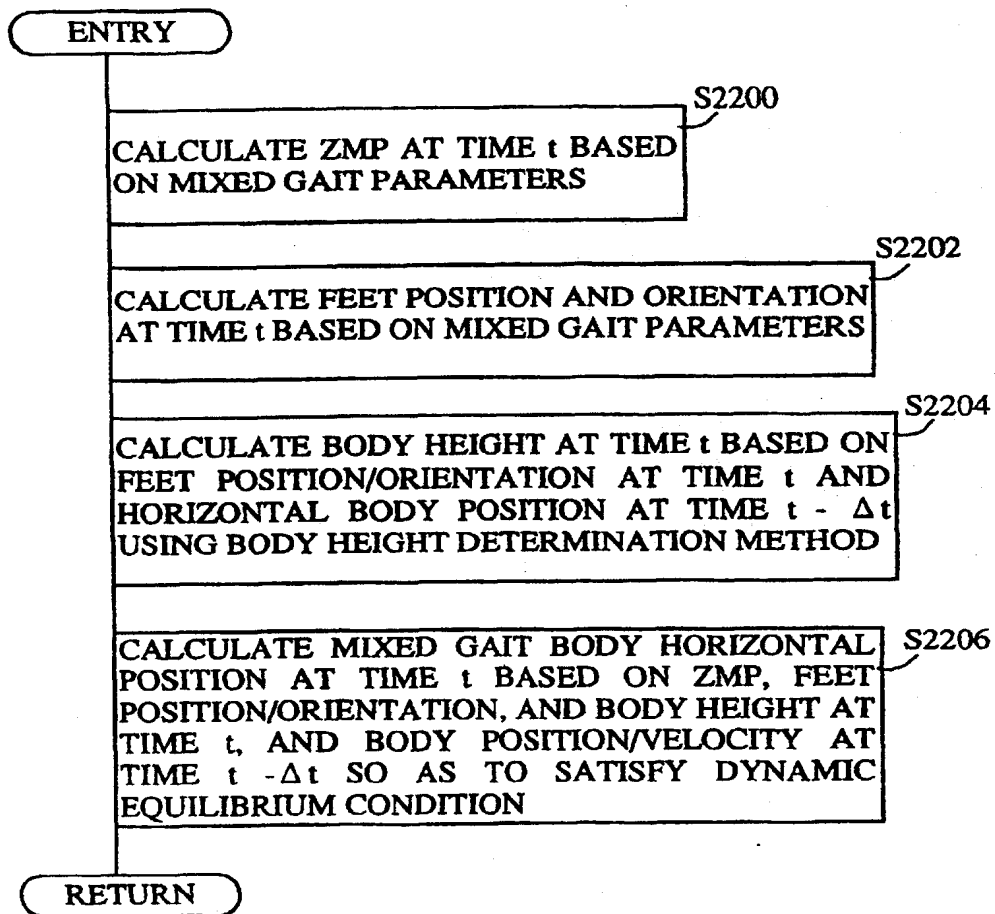 ENTRY
S2200
CALCULATE ZMP AT TIME t BASED
ON MIXED GAIT PARAMETERS
S2202
CALCULATE FEET POSITION AND ORIENTATION
AT TIME t BASED ON MIXED GAIT PARAMETERS
S2204
CALCULATE BODY HEIGHT AT TIME t BASED ON
FEET POSITION/ORIENTATION AT TIME t AND
HORIZONTAL BODY POSITION AT TIME t - Δt
USING BODY HEIGHT DETERMINATION METHOD
S2206
CALCULATE MIXED GAIT BODY HORIZONTAL
POSITION AT TIME t BASED ON ZMP, FEET
POSITION/ORIENTATION, AND BODY HEIGHT AT
TIME t, AND BODY POSITION/VELOCITY AT
TIME t -Δt SO AS TO SATISFY DYNAMIC
EQUILIBRIUM CONDITION
RETURN